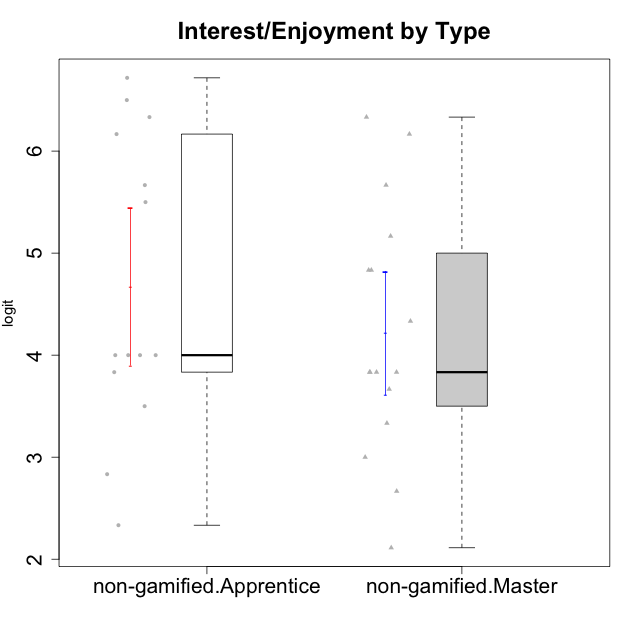 Interest/Enjoyment by Type
logit
6
5
4
3
2
non-gamified.Apprentice
non-gamified.Master